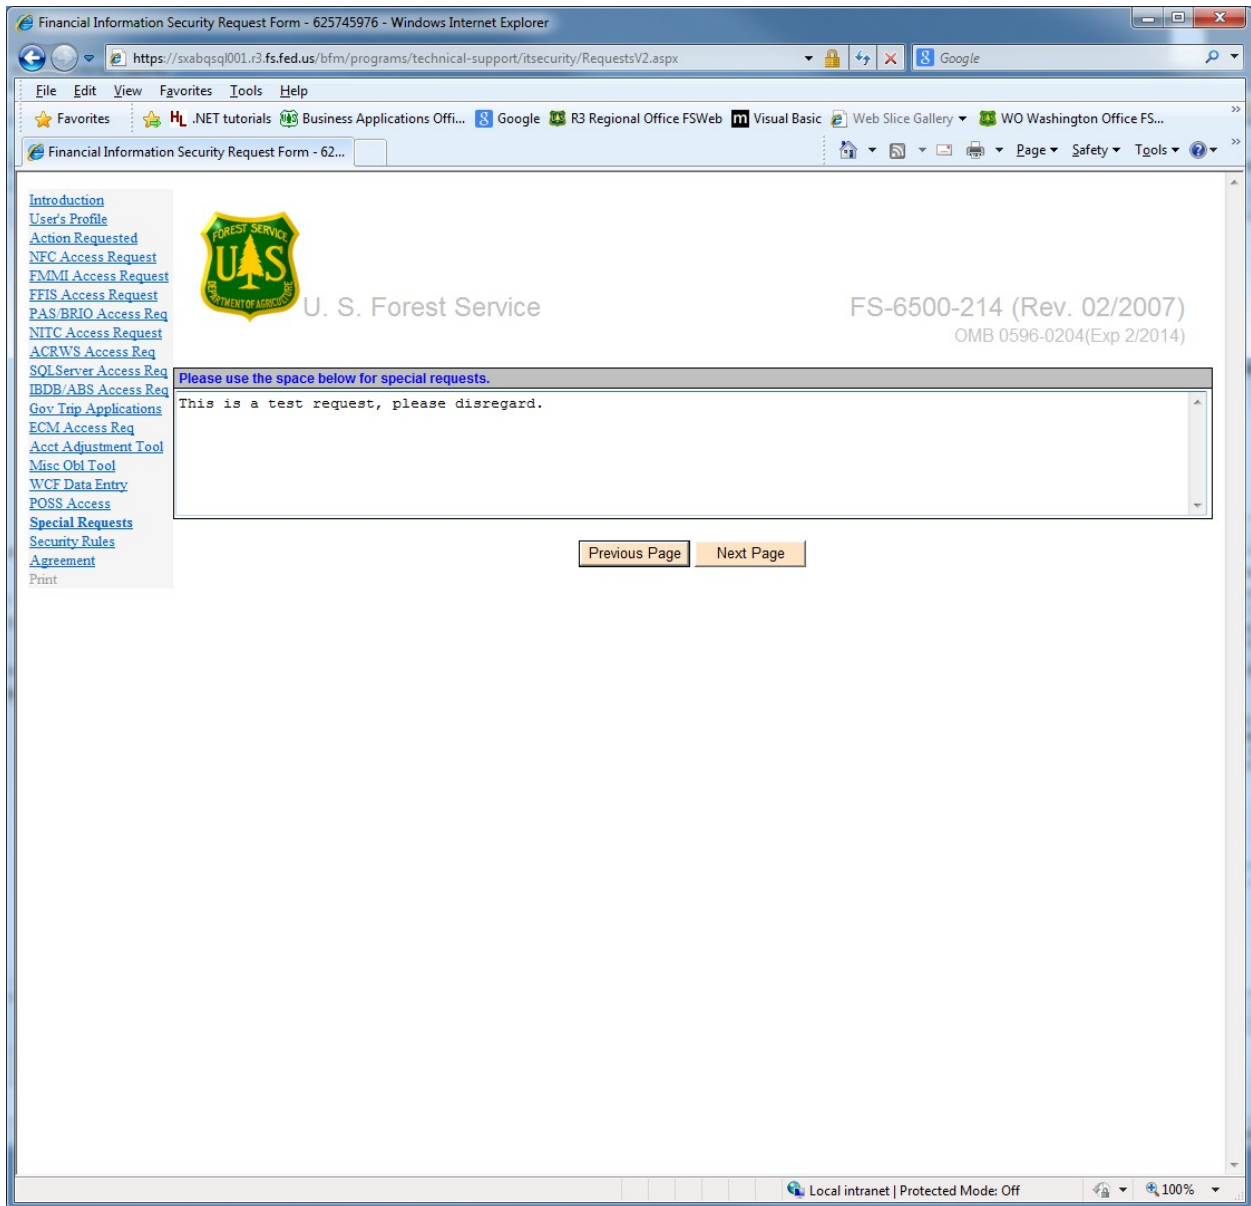 Financial Information Security Request Form - 625745976 - Windows Internet Explorer
https://sxabqsql001.r3.fs.fed.us/bfm/programs/technical-support/itsecurity/RequestsV2.aspx
Google
File Edit View Favorites Tools Help
Favorites HL .NET tutorials Business Applications Offi... Google R3 Regional Office FSWeb m Visual Basic Web Slice Gallery WO Washington Office FS...
Financial Information Security Request Form - 62... Page Safety Tools
Introduction
User's Profile
Action Requested
NFC Access Request
FMMI Access Request
FFIS Access Request
PAS/BRIO Access Req
NITC Access Request
ACRWS Access Req
SQLServer Access Req
IBDB/ABS Access Req
Gov Trip Applications
ECM Access Req
Acct Adjustment Tool
Misc Obl Tool
WCF Data Entry
POSS Access
Special Requests
Security Rules
Agreement
Print
FOREST SERVICE
U S
DEPARTMENT OF AGRICULTURE
U. S. Forest Service
FS-6500-214 (Rev. 02/2007)
OMB 0596-0204(Exp 2/2014)
Please use the space below for special requests.
This is a test request, please disregard.
Previous Page Next Page
Local intranet | Protected Mode: Off 100%